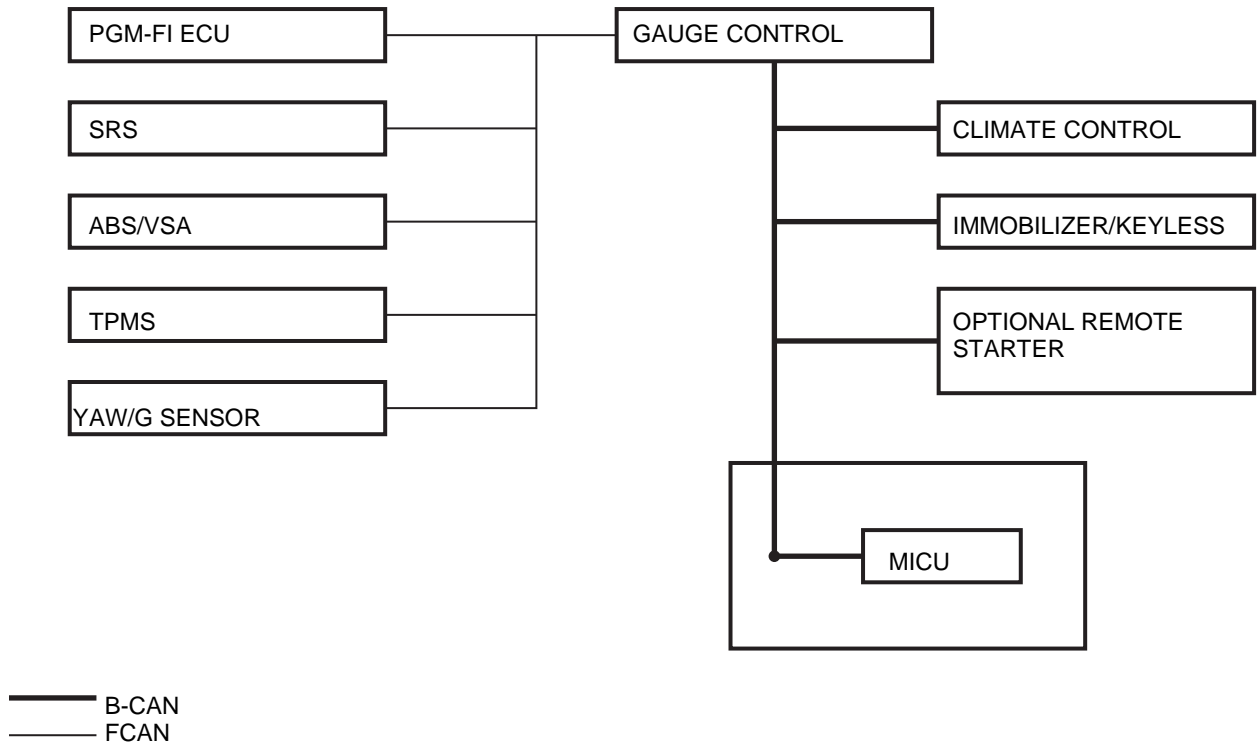 PGM-FI ECU
GAUGE CONTROL
SRS
CLIMATE CONTROL
ABS/VSA
IMMOBILIZER/KEYLESS
TPMS
OPTIONAL REMOTE
STARTER
YAW/G SENSOR
MICU
B-CAN
FCAN